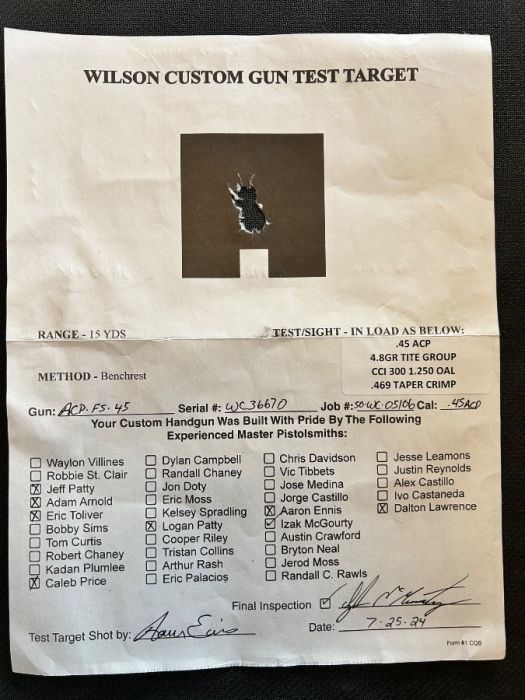 WILSON CUSTOM GUN TEST TARGET
RANGE - 15 YDS
TEST/SIGHT - IN LOAD AS BELOW:
.45 ACP
4.8GR TITE GROUP
CCI 300 1.250 OAL
.469 TAPER CRIMP
METHOD - Benchrest
Gun: ACP-FS-45 Serial #: WC36670 Job #: 50-WC-05106 Cal: .45ACP
Your Custom Handgun Was Built With Pride By The Following
Experienced Master Pistolsmiths:
Waylon Villines
Robbie St. Clair
Jeff Patty
Adam Arnold
Eric Toliver
Bobby Sims
Tom Curtis
Robert Chaney
Kadan Plumlee
Caleb Price
Dylan Campbell
Randall Chaney
Jon Doty
Eric Moss
Kelsey Spradling
Logan Patty
Cooper Riley
Tristan Collins
Arthur Rash
Eric Palacios
Chris Davidson
Vic Tibbets
Jose Medina
Jorge Castillo
Aaron Ennis
Izak McGourty
Austin Crawford
Bryton Neal
Jerod Moss
Randall C. Rawls
Jesse Leamons
Justin Reynolds
Alex Castillo
Ivo Castaneda
Dalton Lawrence
Final Inspection
Test Target Shot by: Aaron Ennis
Date: 7-25-24
Form #1 CQB